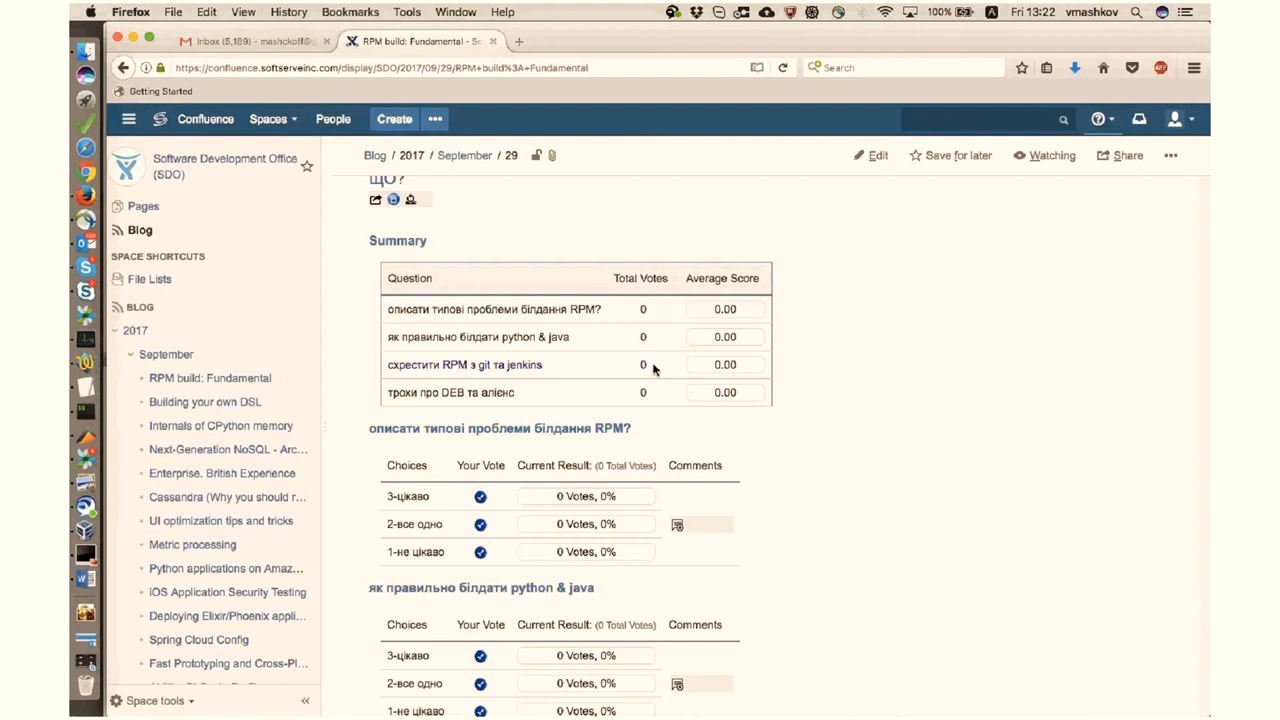 Firefox File Edit View History Bookmarks Tools Window Help 100% Fri 13:22 vmashkov
Inbox (5,189) - mashckoff@g RPM build: Fundamental - So
https://confluence.softserveinc.com/display/SDO/2017/09/29/RPM+build%3A+Fundamental Search
Getting Started
Confluence Spaces People Create •••
Software Development Office
(SDO)
Blog / 2017 / September / 29 Edit Save for later Watching Share •••
ЩО?
Pages
Blog
SPACE SHORTCUTS
File Lists
BLOG
2017
September
RPM build: Fundamental
Building your own DSL
Internals of CPython memory
Next-Generation NoSQL - Arc...
Enterprise. British Experience
Cassandra (Why you should r...
UI optimization tips and tricks
Metric processing
Python applications on Amaz...
iOS Application Security Testing
Deploying Elixir/Phoenix appli...
Spring Cloud Config
Fast Prototyping and Cross-Pl...
Space tools
Summary
Question Total Votes Average Score
описати типові проблеми білдання RPM? 0 0.00
як правильно білдати python & java 0 0.00
схрестити RPM з git та jenkins 0 0.00
трохи про DEB та алієнс 0 0.00
описати типові проблеми білдання RPM?
Choices Your Vote Current Result: (0 Total Votes) Comments
3-цікаво 0 Votes, 0%
2-все одно 0 Votes, 0%
1-не цікаво 0 Votes, 0%
як правильно білдати python & java
Choices Your Vote Current Result: (0 Total Votes) Comments
3-цікаво 0 Votes, 0%
2-все одно 0 Votes, 0%
1-не цікаво 0 Votes, 0%